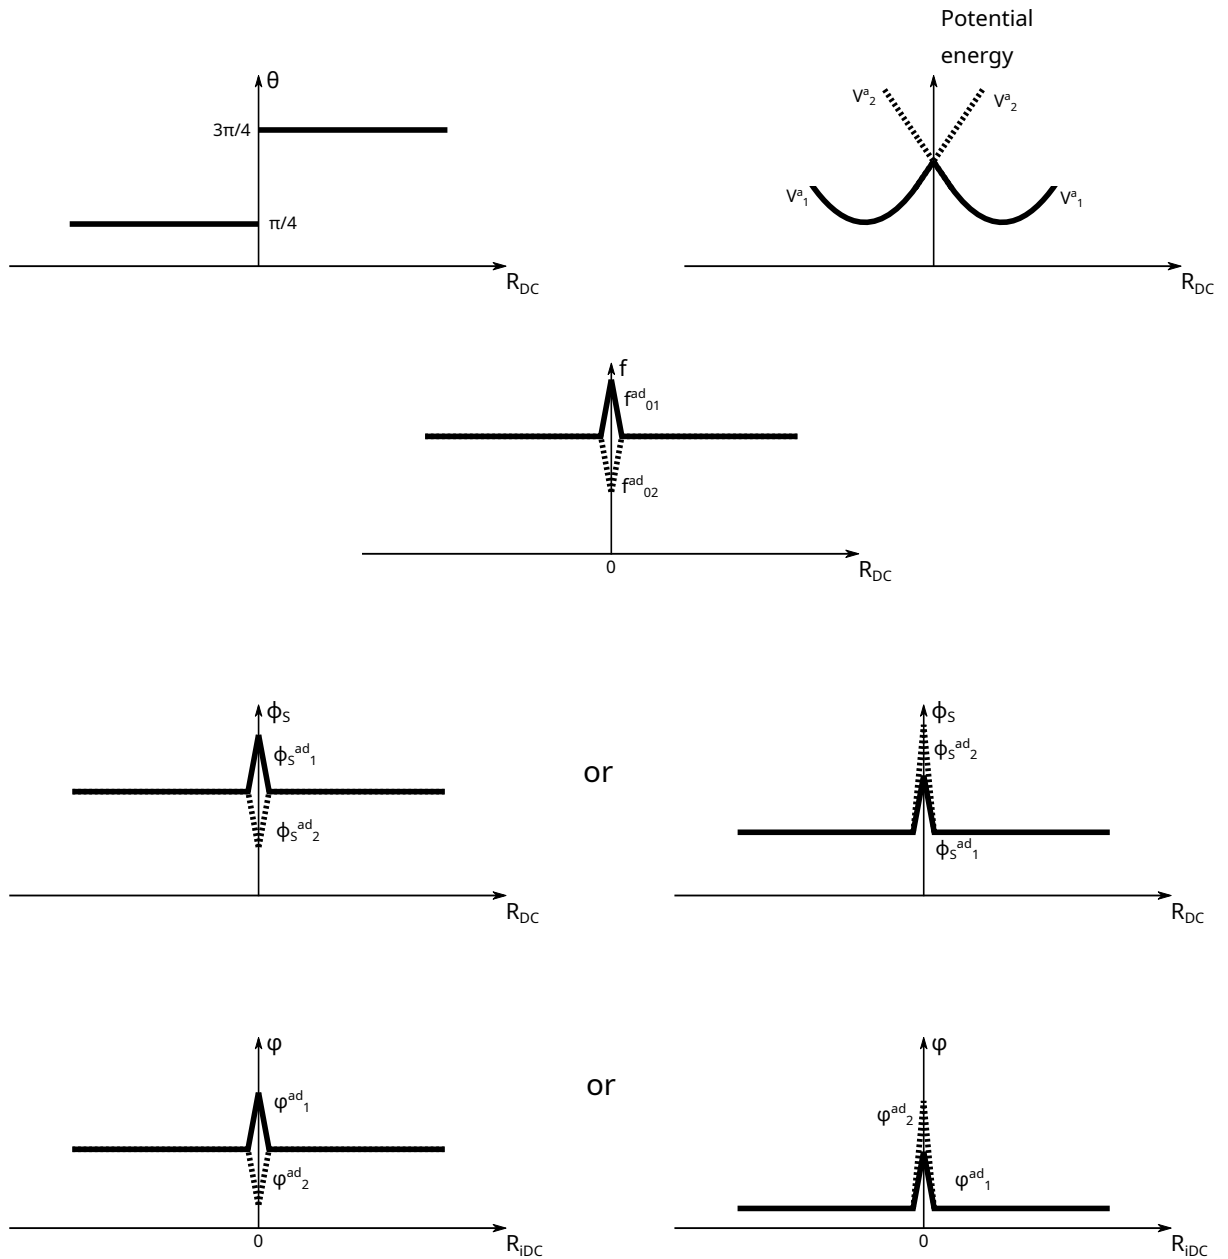 Potential
energy
θ
3π/4
π/4
R_DC
V^a_2
V^a_2
V^a_1
V^a_1
R_DC
f
f^ad_01
f^ad_02
0
R_DC
ϕ_S
ϕ_S^ad_1
ϕ_S^ad_2
R_DC
or
ϕ_S
ϕ_S^ad_2
ϕ_S^ad_1
R_DC
φ
φ^ad_1
φ^ad_2
0
R_iDC
or
φ
φ^ad_2
φ^ad_1
0
R_iDC